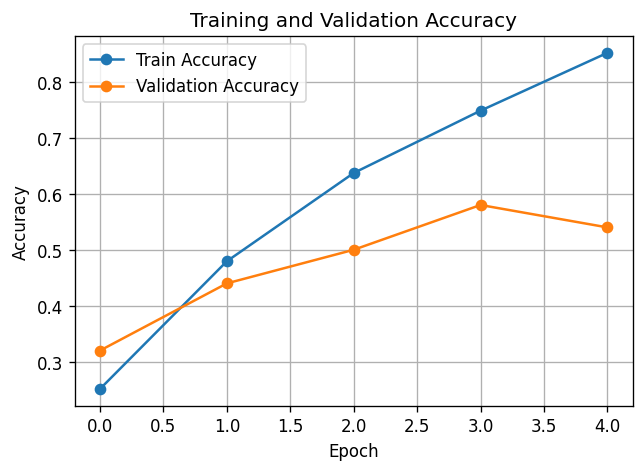 Training and Validation Accuracy
Train Accuracy
Validation Accuracy
Accuracy
0.8
0.7
0.6
0.5
0.4
0.3
0.0 0.5 1.0 1.5 2.0 2.5 3.0 3.5 4.0
Epoch